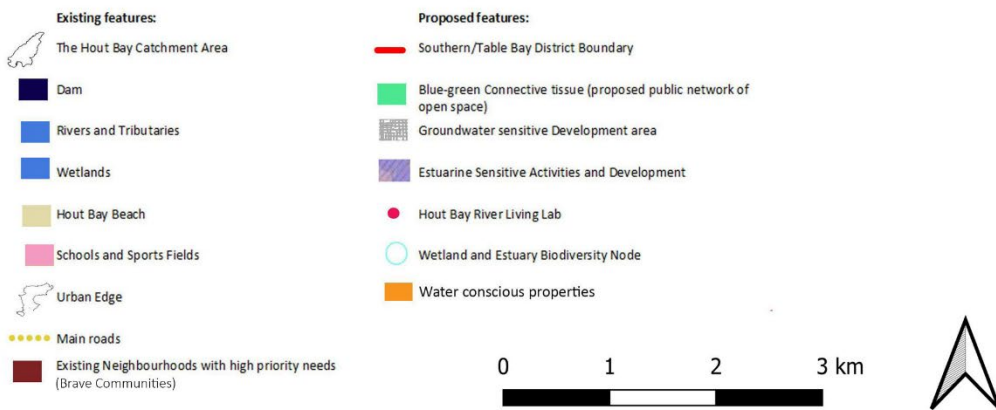 Existing features:
The Hout Bay Catchment Area
Dam
Rivers and Tributaries
Wetlands
Hout Bay Beach
Schools and Sports Fields
Urban Edge
Main roads
Existing Neighbourhoods with high priority needs
(Brave Communities)
Proposed features:
Southern/Table Bay District Boundary
Blue-green Connective tissue (proposed public network of
open space)
Groundwater sensitive Development area
Estuarine Sensitive Activities and Development
Hout Bay River Living Lab
Wetland and Estuary Biodiversity Node
Water conscious properties
0 1 2 3 km